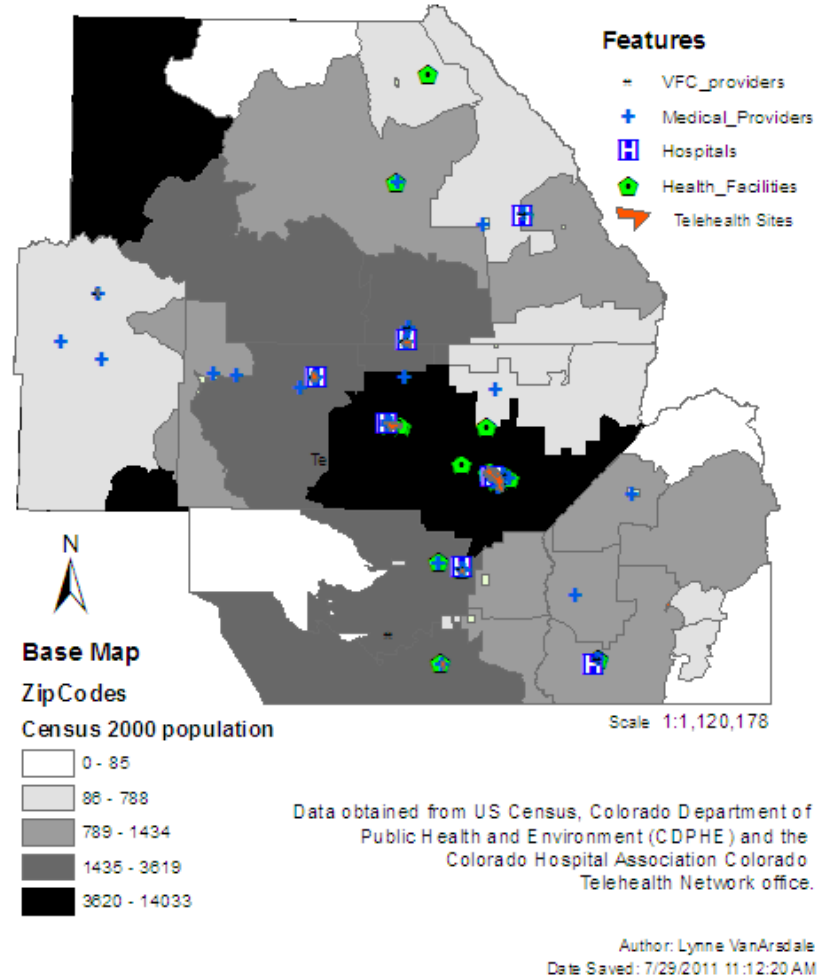 Features
VFC_providers
Medical_Providers
Hospitals
Health_Facilities
Telehealth Sites
Te
N
Base Map
Zip Codes
Census 2000 population
0 - 85
86 - 788
789 - 1434
1435 - 3619
3620 - 14033
Scale 1:1,120,178
Data obtained from US Census, Colorado Department of
Public Health and Environment (CDPHE) and the
Colorado Hospital Association Colorado
Telehealth Network office.
Author: Lynne VanArsdale
Date Saved: 7/29/2011 11:12:20 AM